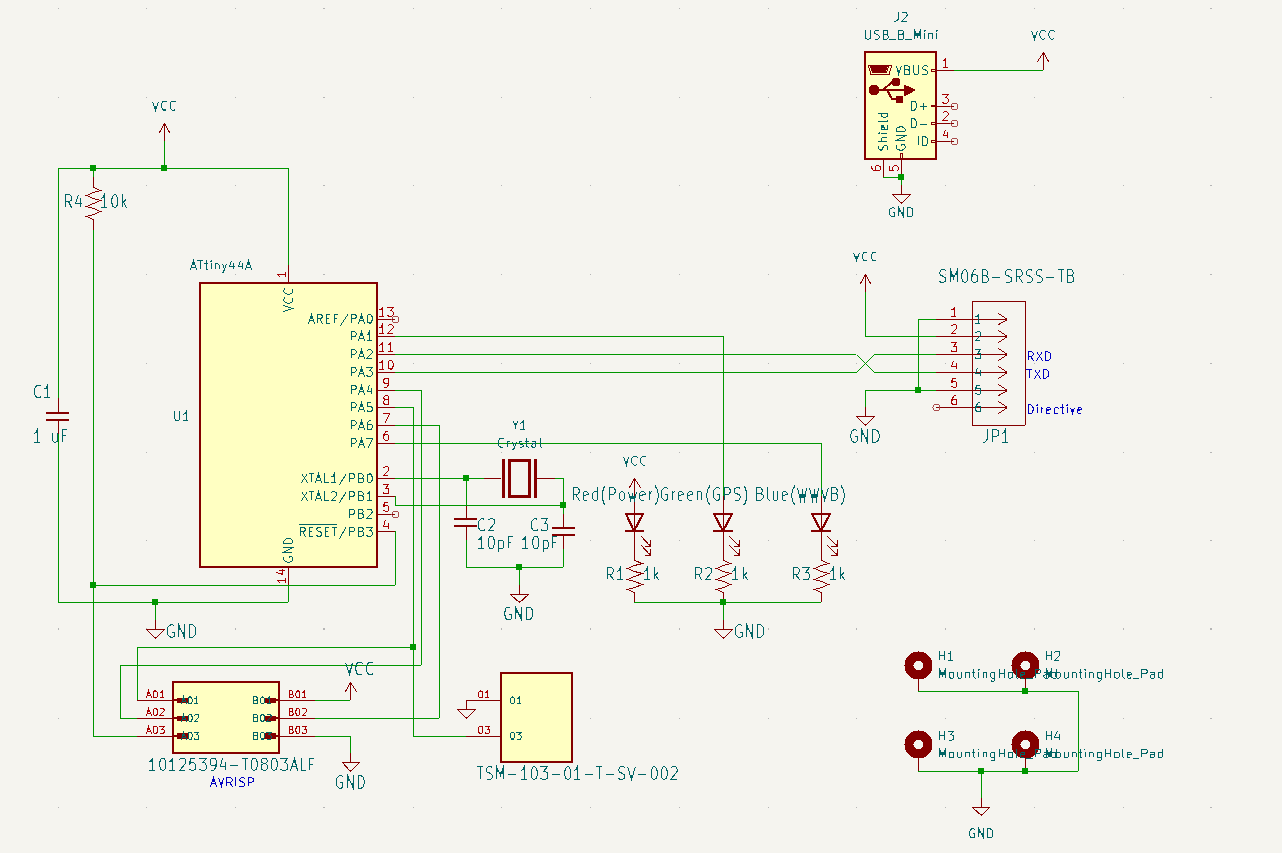 J2
USB_B_Mini
VCC
VBUS 1
D+ 3
D- 2
ID 4
Shield
GND
6
5
GND
VCC
R4 10k
ATtiny44A
1
VCC
AREF/PA0 13
PA1 12
PA2 11
PA3 10
PA4 9
PA5 8
PA6 7
PA7 6
XTAL1/PB0 2
XTAL2/PB1 3
PB2 5
RESET/PB3 4
GND
14
U1
C1
1 uF
GND
VCC
SM06B-SRSS-TB
1 1
2 2
3 3 RXD
4 4 TXD
5 5
6 6 Directive
JP1
GND
Y1
Crystal
C2
10pF
C3
10pF
GND
VCC
Red(Power) Green(GPS) Blue(WWVB)
R1 1k
R2 1k
R3 1k
GND
VCC
A01 A01 B01 B01
A02 A02 B02 B02
A03 A03 B03
10125394-T0803ALF
AVRISP
GND
01 01
03 03
TSM-103-01-T-SV-002
H1
MountingHole_Pad
H2
MountingHole_Pad
H3
MountingHole_Pad
H4
MountingHole_Pad
GND